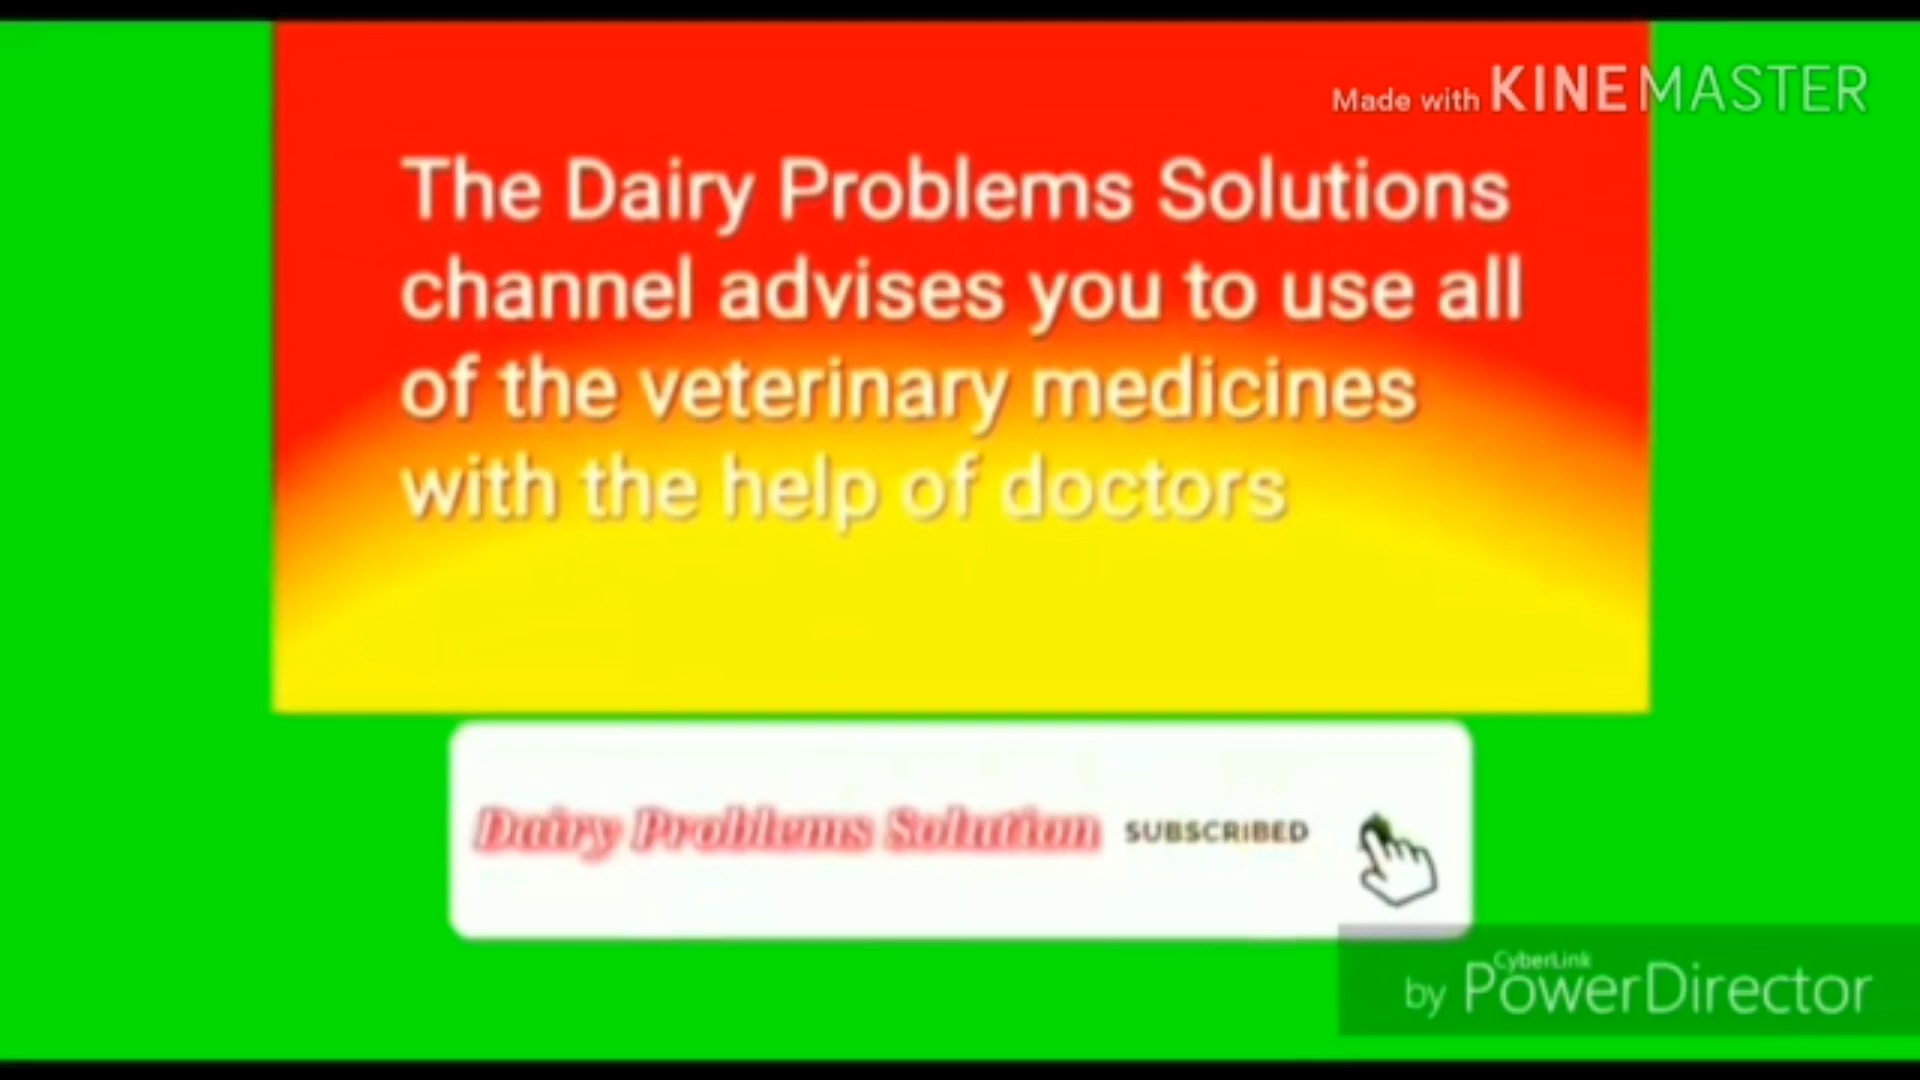 Made with KINEMASTER
The Dairy Problems Solutions
channel advises you to use all
of the veterinary medicines
with the help of doctors
Dairy Problems Solution SUBSCRIBED
by CyberLink PowerDirector